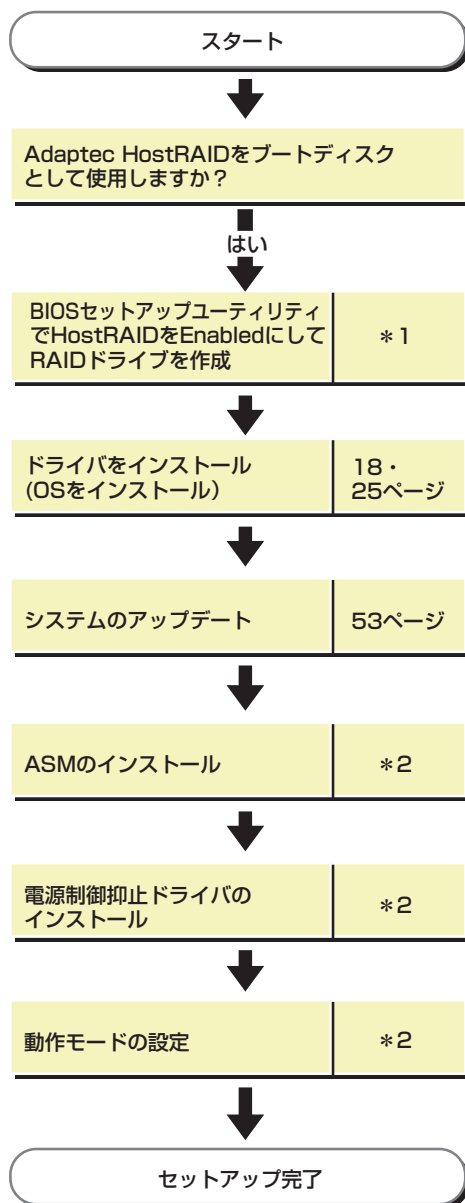 スタート
Adaptec HostRAIDをブートディスク
として使用しますか？
はい
BIOSセットアップユーティリティ
でHostRAIDをEnabledにして
RAIDドライブを作成
＊1
ドライバをインストール
(OSをインストール）
18・
25ページ
システムのアップデート
53ページ
ASMのインストール
＊2
電源制御抑止ドライバの
インストール
＊2
動作モードの設定
＊2
セットアップ完了